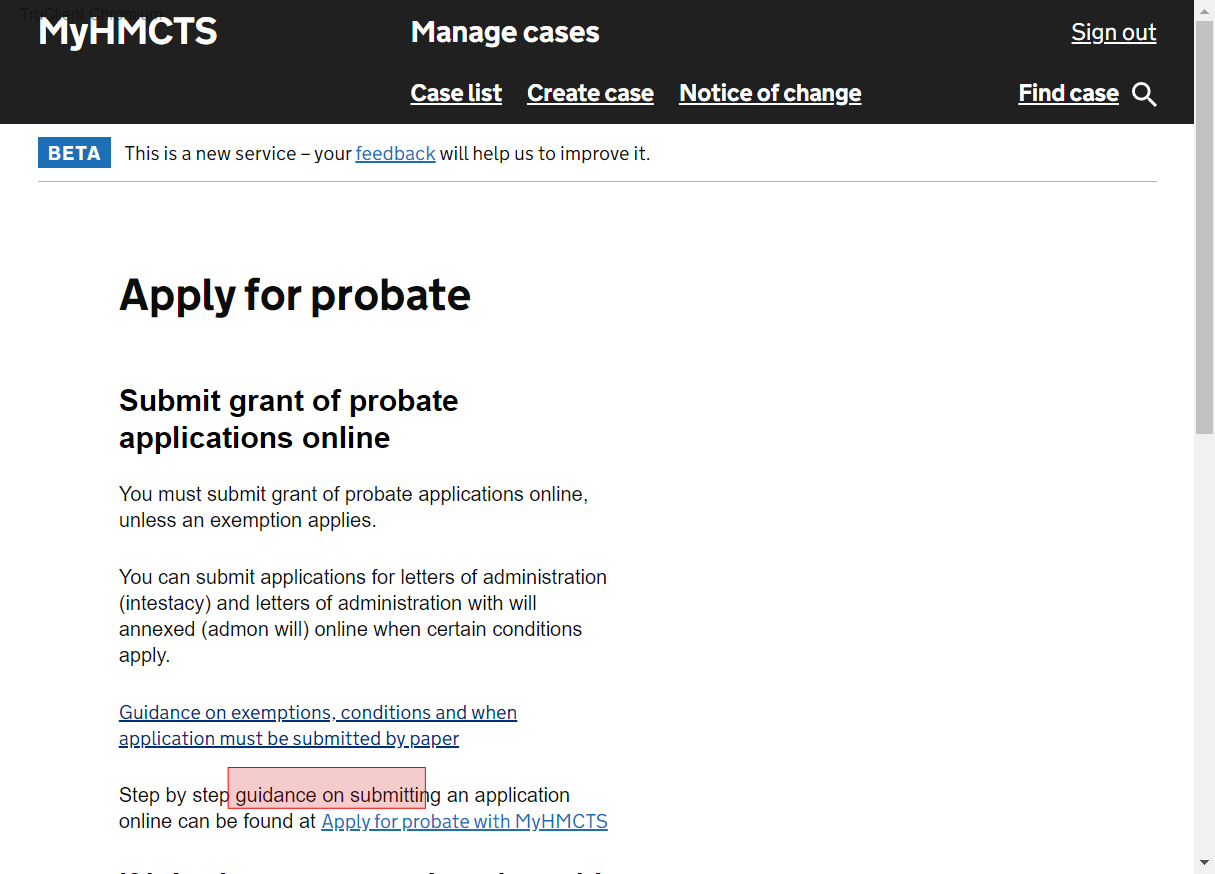 TruClient Chromium
MyHMCTS
Manage cases
Sign out
Case list
Create case
Notice of change
Find case
BETA
This is a new service – your feedback will help us to improve it.
Apply for probate
Submit grant of probate
applications online
You must submit grant of probate applications online,
unless an exemption applies.
You can submit applications for letters of administration
(intestacy) and letters of administration with will
annexed (admon will) online when certain conditions
apply.
Guidance on exemptions, conditions and when
application must be submitted by paper
Step by step guidance on submitting an application
online can be found at Apply for probate with MyHMCTS